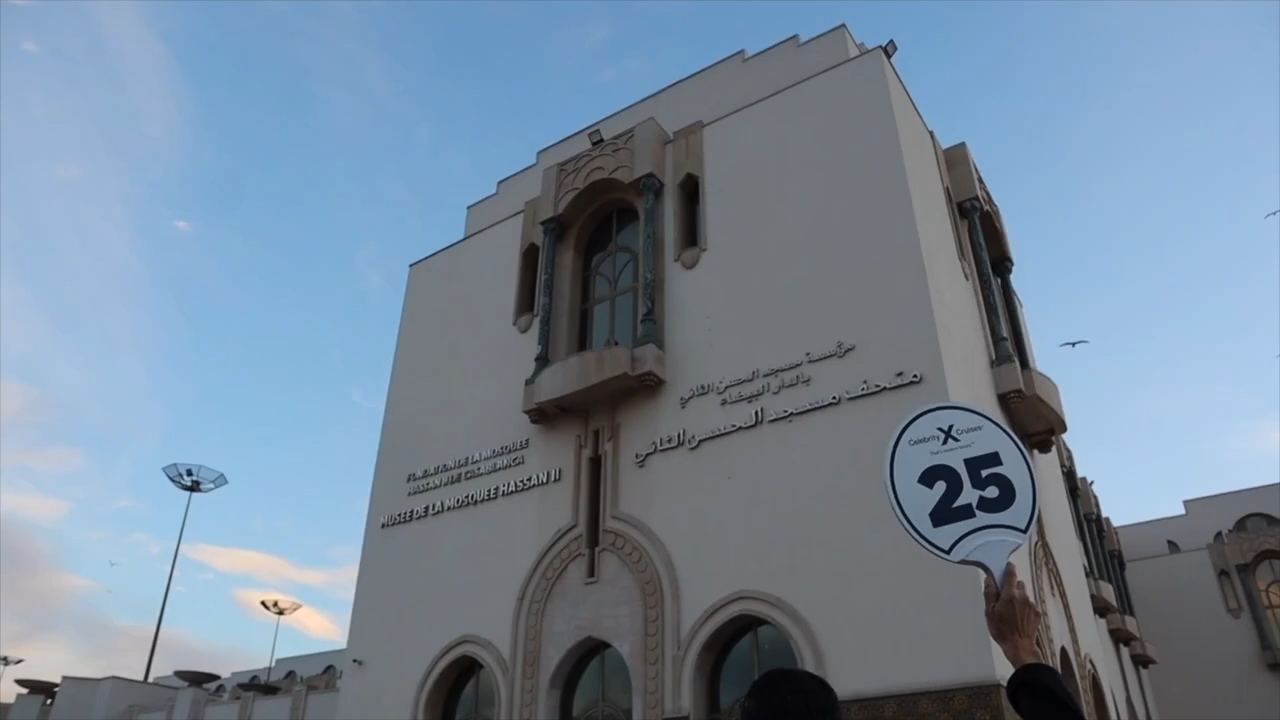 مؤسسة مسجد الحسن الثاني
بالدار البيضاء
متحف مسجد الحسن الثاني
FONDATION DE LA MOSQUEE
HASSAN II DE CASABLANCA
MUSEE DE LA MOSQUEE HASSAN II
Celebrity X Cruises
25